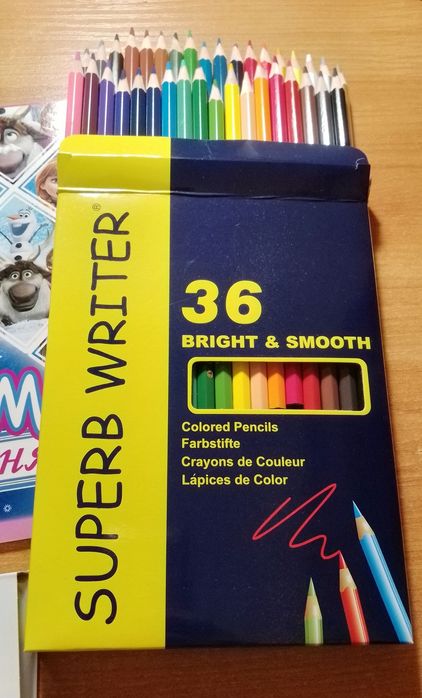 SUPERB WRITER®
36
BRIGHT & SMOOTH
Colored Pencils
Farbstifte
Crayons de Couleur
Lápices de Color